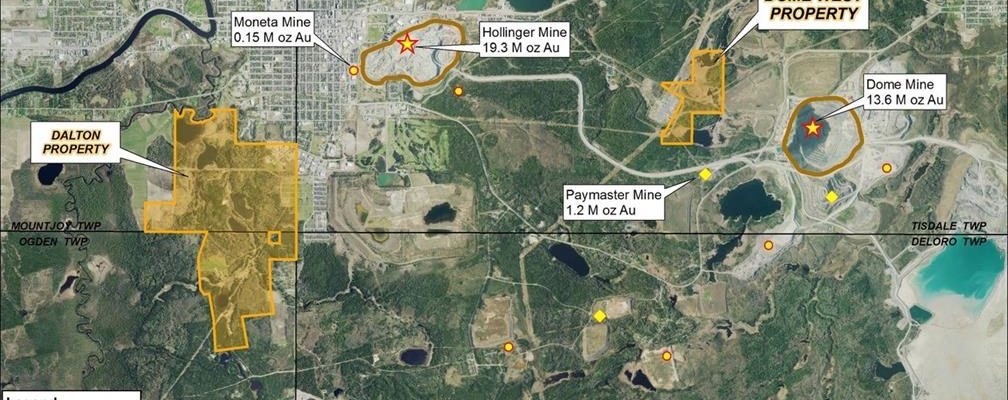 DOME WEST
PROPERTY
Moneta Mine
0.15 M oz Au
Hollinger Mine
19.3 M oz Au
Dome Mine
13.6 M oz Au
DALTON
PROPERTY
Paymaster Mine
1.2 M oz Au
MOUNTJOY TWP
OGDEN TWP
TISDALE TWP
DELORO TWP